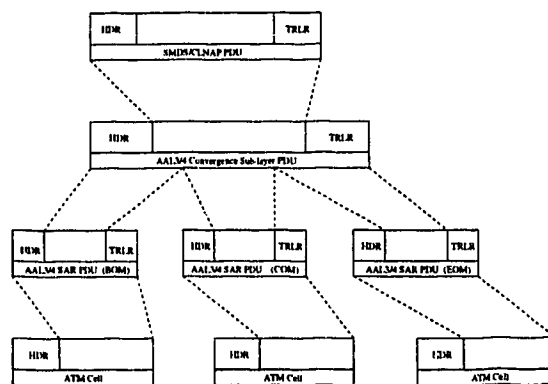 HDR TRLR
SMDS/CLNAP PDU
HDR TRLR
AAL3/4 Convergence Sub-layer PDU
HDR TRLR HDR TRLR HDR TRLR
AAL3/4 SAR PDU (BOM) AAL3/4 SAR PDU (COM) AAL3/4 SAR PDU (EOM)
HDR HDR HDR
ATM Cell ATM Cell ATM Cell